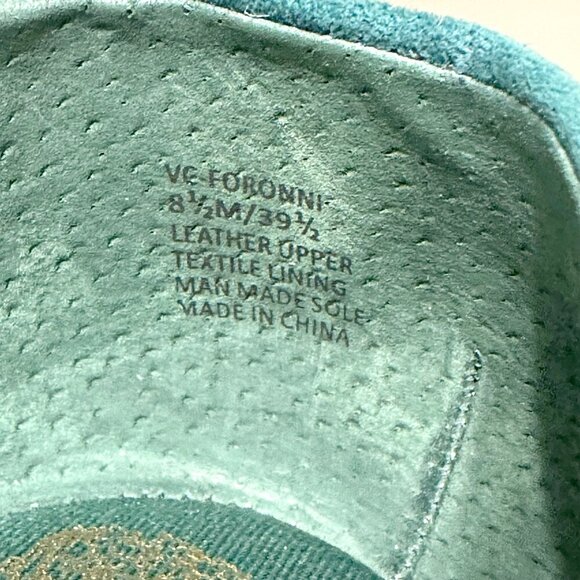 VC-FORONNI
8½M/39½
LEATHER UPPER
TEXTILE LINING
MAN MADE SOLE
MADE IN CHINA